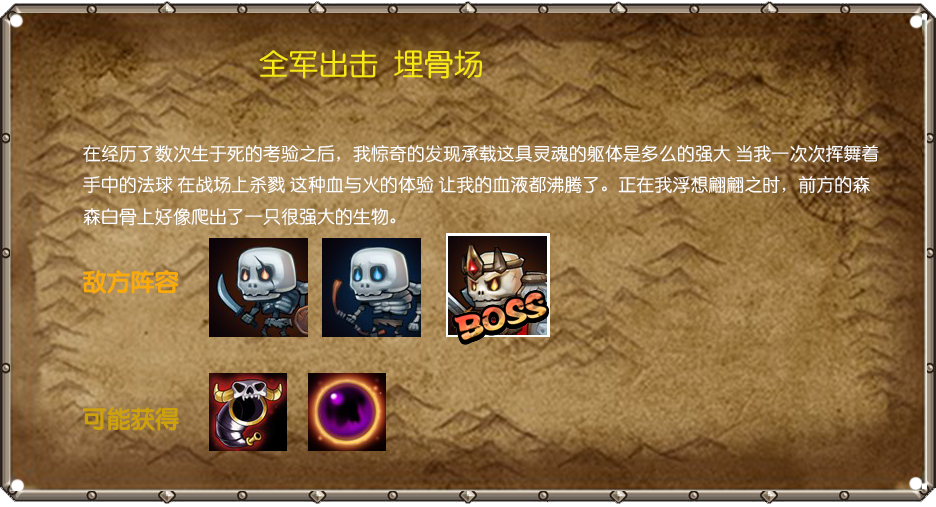 全军出击 埋骨场
在经历了数次生于死的考验之后，我惊奇的发现承载这具灵魂的躯体是多么的强大 当我一次次挥舞着
手中的法球 在战场上杀戮 这种血与火的体验 让我的血液都沸腾了。正在我浮想翩翩之时，前方的森
森白骨上好像爬出了一只很强大的生物。
敌方阵容
BOSS
可能获得